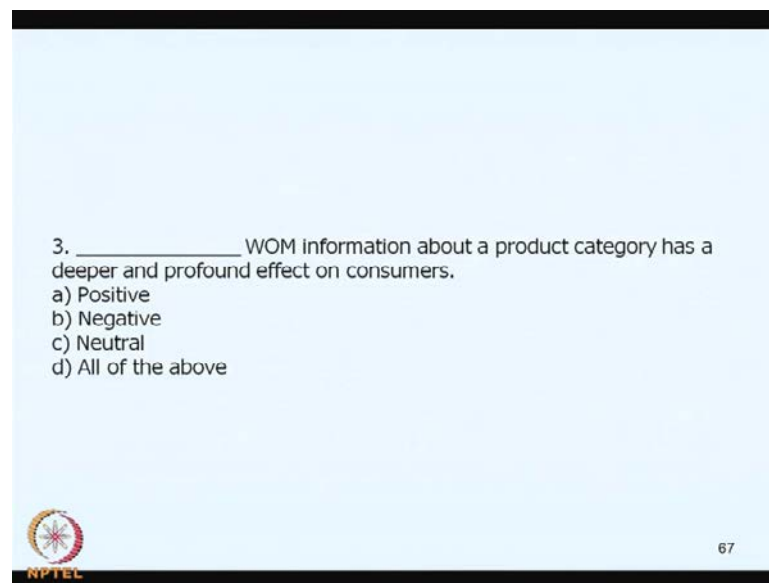 3. ________________ WOM information about a product category has a
deeper and profound effect on consumers.
a) Positive
b) Negative
c) Neutral
d) All of the above
NPTEL
67